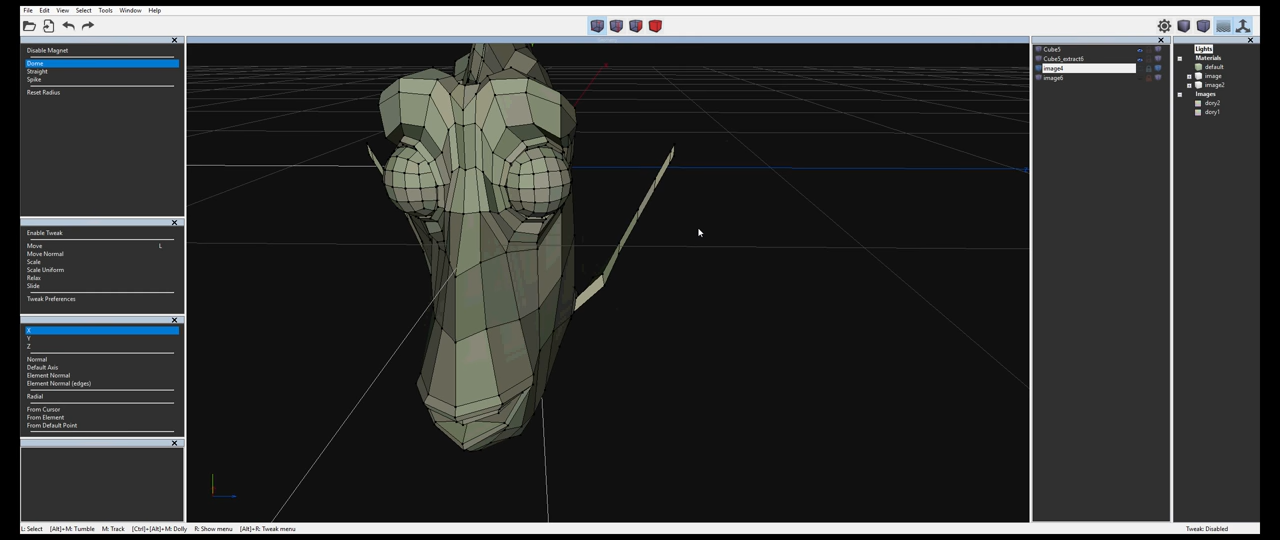 File Edit View Select Tools Window Help
Disable Magnet
Dome
Straight
Spike
Reset Radius
Enable Tweak
Move L
Move Normal
Scale
Scale Uniform
Relax
Slide
Tweak Preferences
X
Y
Z
Normal
Default Axis
Element Normal
Element Normal (edges)
Radial
From Cursor
From Element
From Default Point
Cube5
Cube5_extract6
image4
image6
Lights
Materials
default
image
image2
Images
dory2
dory1
L: Select [Alt]+M: Tumble M: Track [Ctrl]+[Alt]+M: Dolly R: Show menu [Alt]+R: Tweak menu
Tweak: Disabled